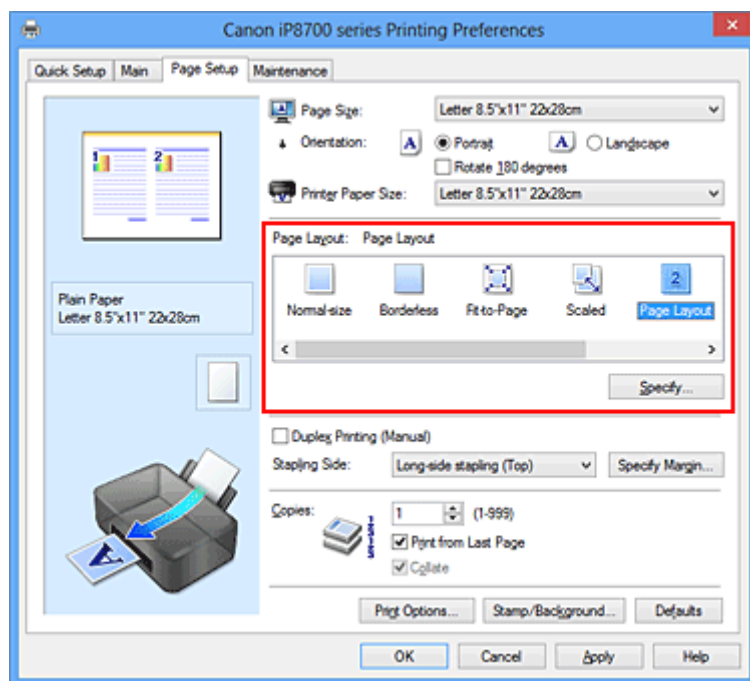 Canon iP8700 series Printing Preferences
Quick Setup Main Page Setup Maintenance
1 2
Plain Paper
Letter 8.5"x11" 22x28cm
A
Page Size: Letter 8.5"x11" 22x28cm
Orientation: A Portrait A Landscape
Rotate 180 degrees
Printer Paper Size: Letter 8.5"x11" 22x28cm
Page Layout: Page Layout
2
Normal-size Borderless Fit-to-Page Scaled Page Layout
Specify...
Duplex Printing (Manual)
Stapling Side: Long-side stapling (Top) Specify Margin...
Copies: 1 (1-999)
Print from Last Page
Collate
Print Options... Stamp/Background... Defaults
OK Cancel Apply Help